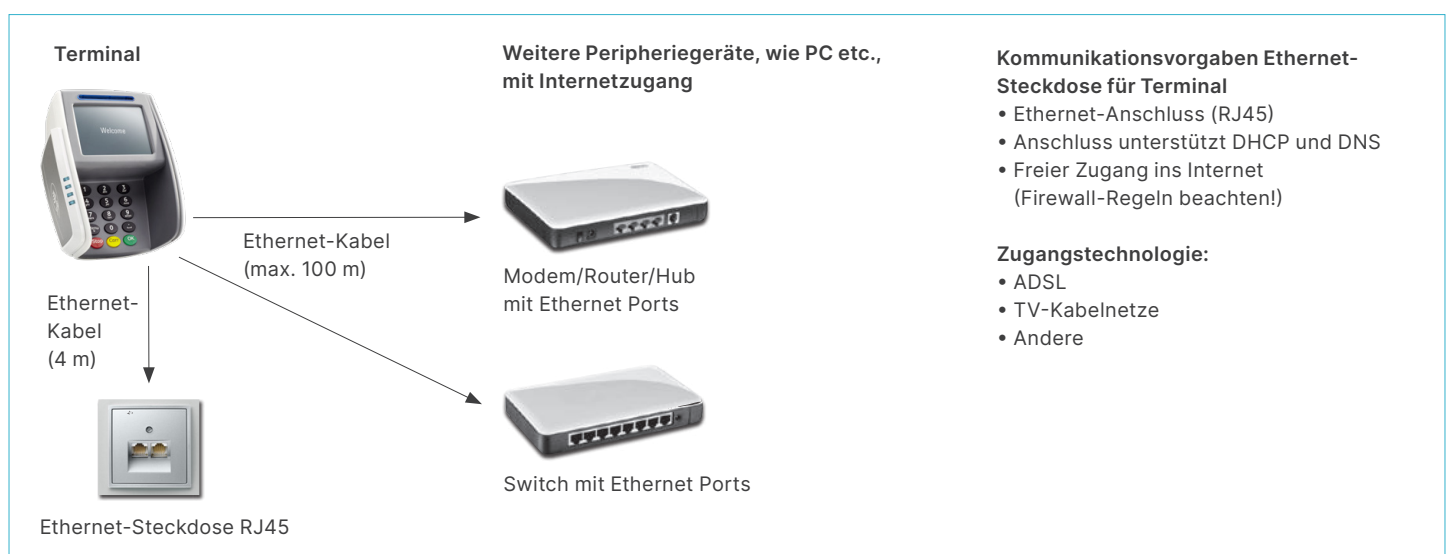 Terminal
Welcome
Ethernet-Kabel
(max. 100 m)
Ethernet-
Kabel
(4 m)
Ethernet-Steckdose RJ45
Weitere Peripheriegeräte, wie PC etc.,
mit Internetzugang
Modem/Router/Hub
mit Ethernet Ports
Switch mit Ethernet Ports
Kommunikationsvorgaben Ethernet-
Steckdose für Terminal
• Ethernet-Anschluss (RJ45)
• Anschluss unterstützt DHCP und DNS
• Freier Zugang ins Internet
(Firewall-Regeln beachten!)
Zugangstechnologie:
• ADSL
• TV-Kabelnetze
• Andere